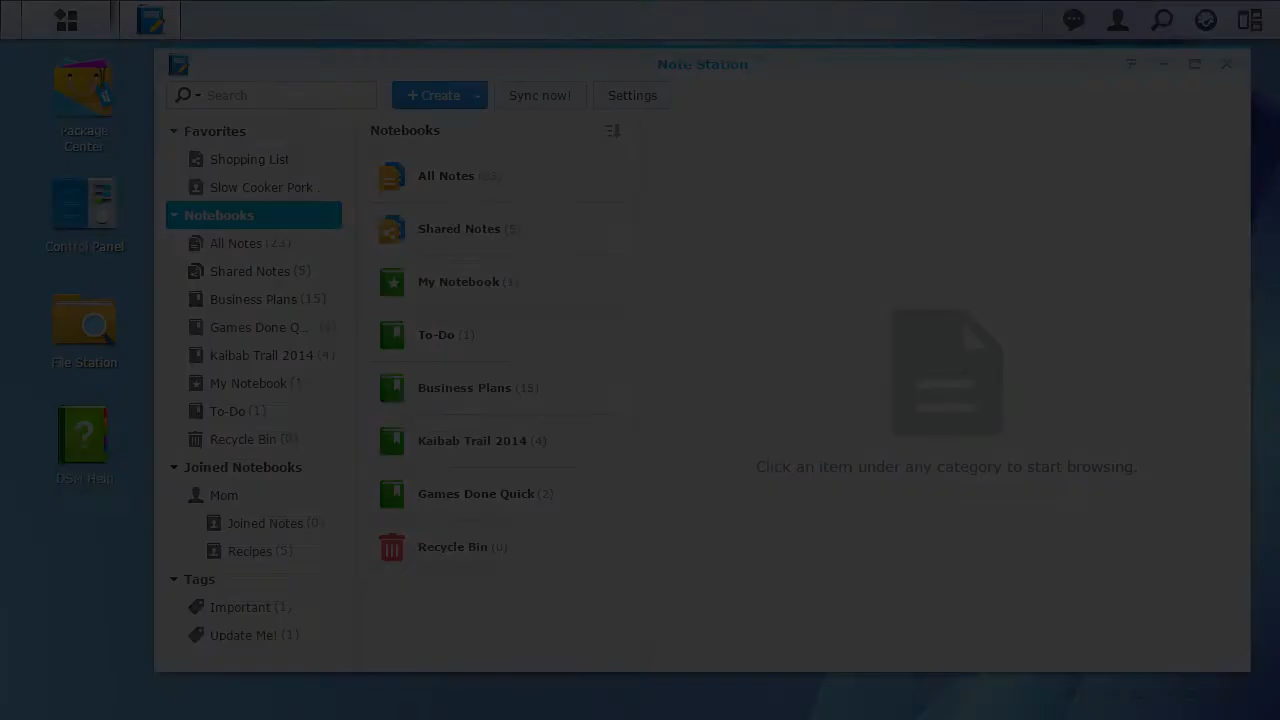 Note Station
Package
Center
Control Panel
File Station
DSM Help
Search
+ Create
Sync now!
Settings
Favorites
Shopping List
Slow Cooker Pork .
Notebooks
All Notes (23)
Shared Notes (5)
Business Plans (15)
Games Done Q...
Kaibab Trail 2014 (4)
My Notebook (1
To-Do (1)
Recycle Bin (0)
Joined Notebooks
Mom
Joined Notes (0)
Recipes (5)
Tags
Important (1)
Update Me! (1)
Notebooks
All Notes
Shared Notes (5)
My Notebook (1)
To-Do (1)
Business Plans (15)
Kaibab Trail 2014 (4)
Games Done Quick (2)
Recycle Bin (0)
Click an item under any category to start browsing.